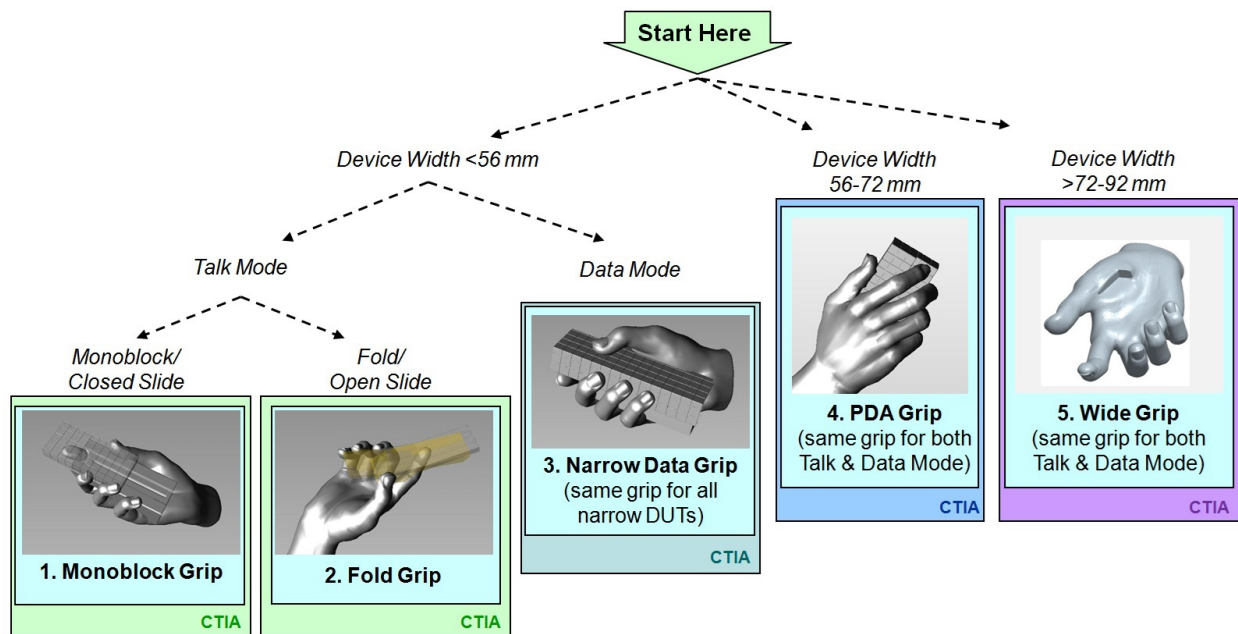 Start Here
Device Width <56 mm
Device Width
56-72 mm
Device Width
>72-92 mm
Talk Mode
Data Mode
Monoblock/
Closed Slide
Fold/
Open Slide
1. Monoblock Grip
CTIA
2. Fold Grip
CTIA
3. Narrow Data Grip
(same grip for all
narrow DUTs)
CTIA
4. PDA Grip
(same grip for both
Talk & Data Mode)
CTIA
5. Wide Grip
(same grip for both
Talk & Data Mode)
CTIA